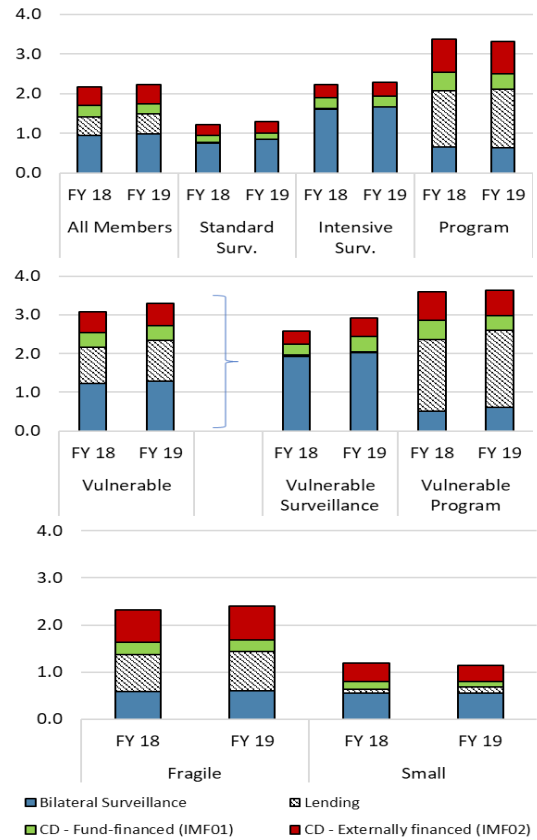 4.0
3.0
2.0
1.0
0.0
FY 18 FY 19 FY 18 FY 19 FY 18 FY 19 FY 18 FY 19
All Members Standard Surv. Intensive Surv. Program
4.0
3.0
2.0
1.0
0.0
FY 18 FY 19 FY 18 FY 19 FY 18 FY 19
Vulnerable Vulnerable Surveillance Vulnerable Program
4.0
3.0
2.0
1.0
0.0
FY 18 FY 19 FY 18 FY 19
Fragile Small
Bilateral Surveillance Lending
CD - Fund-financed (IMF01) CD - Externally financed (IMF02)